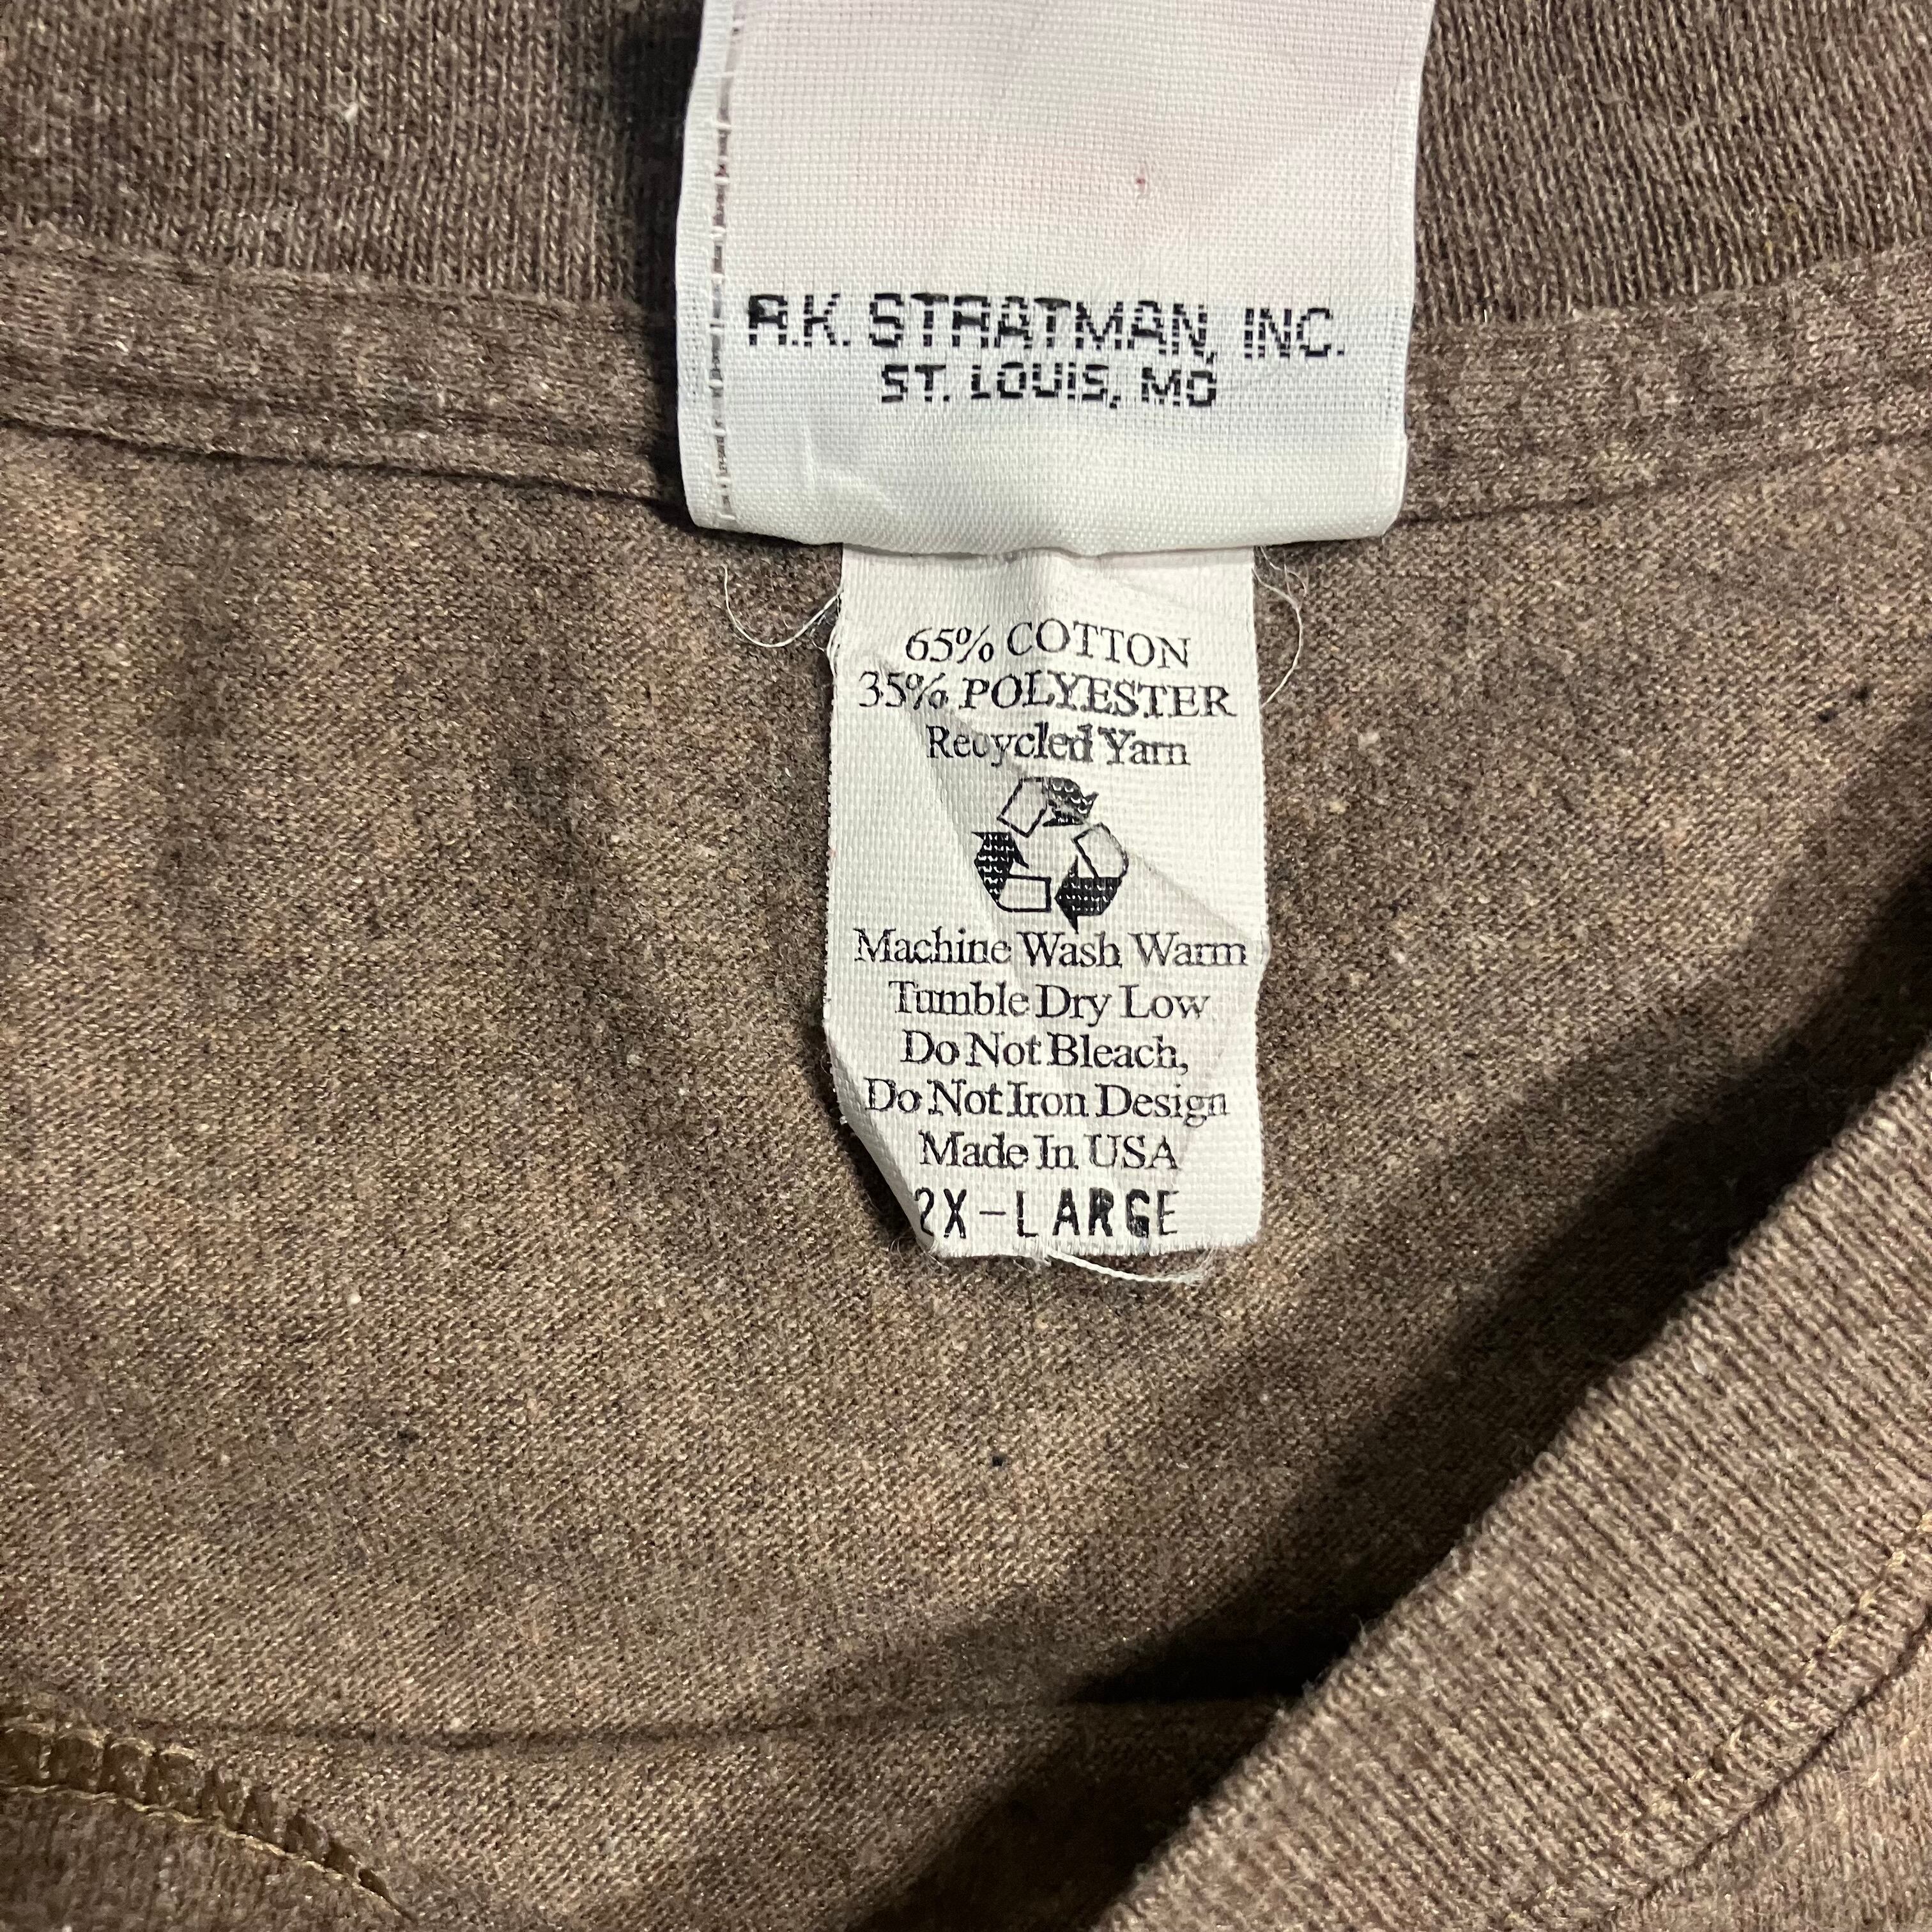 R.K. STRATMAN, INC.
ST. LOUIS, MO
65% COTTON
35% POLYESTER
Recycled Yarn
Machine Wash Warm
Tumble Dry Low
Do Not Bleach,
Do Not Iron Design
Made In USA
2X-LARGE